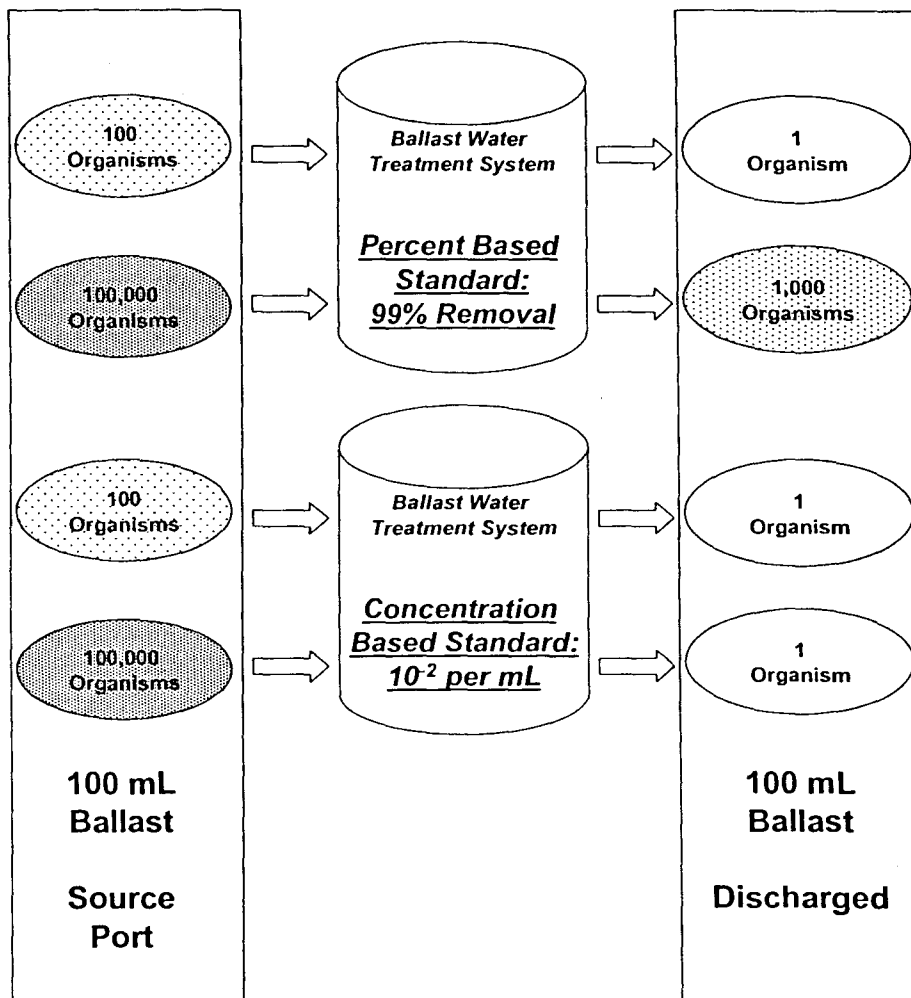 100
Organisms
Ballast Water
Treatment System
1
Organism
Percent Based
Standard:
99% Removal
100,000
Organisms
1,000
Organisms
100
Organisms
Ballast Water
Treatment System
1
Organism
Concentration
Based Standard:
10⁻² per mL
100,000
Organisms
1
Organism
100 mL
Ballast
Source
Port
100 mL
Ballast
Discharged